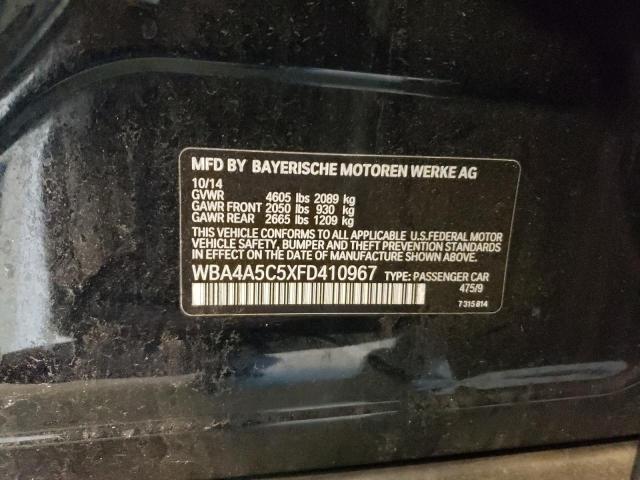 MFD BY BAYERISCHE MOTOREN WERKE AG
10/14
GVWR 4605 lbs 2089 kg
GAWR FRONT 2050 lbs 930 kg
GAWR REAR 2665 lbs 1209 kg
THIS VEHICLE CONFORMS TO ALL APPLICABLE U.S.FEDERAL MOTOR
VEHICLE SAFETY, BUMPER AND THEFT PREVENTION STANDARDS
IN EFFECT ON THE DATE OF MANUFACTURE SHOWN ABOVE.
WBA4A5C5XFD410967 TYPE: PASSENGER CAR
475/9
7 315 814